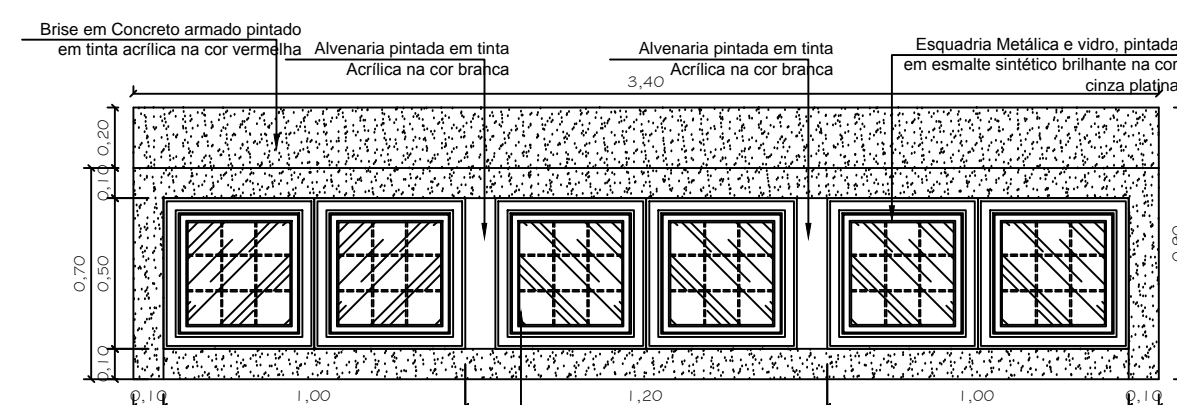 Brise em Concreto armado pintado
em tinta acrílica na cor vermelha
Alvenaria pintada em tinta
Acrílica na cor branca
Alvenaria pintada em tinta
Acrílica na cor branca
Esquadria Metálica e vidro, pintada
em esmalte sintético brilhante na cor
cinza platina
3,40
0,20
0,10
0,70
0,50
0,10
0,90
0,10
1,00
1,20
1,00
0,10